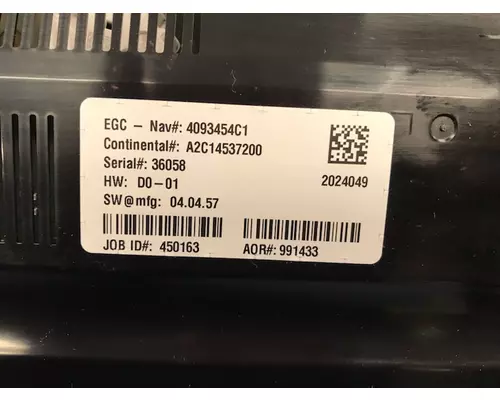 EGC - Nav#: 4093454C1
Continental#: A2C14537200
Serial#: 36058
HW: D0-01
2024049
SW@mfg: 04.04.57
JOB ID#: 450163
AOR#: 991433